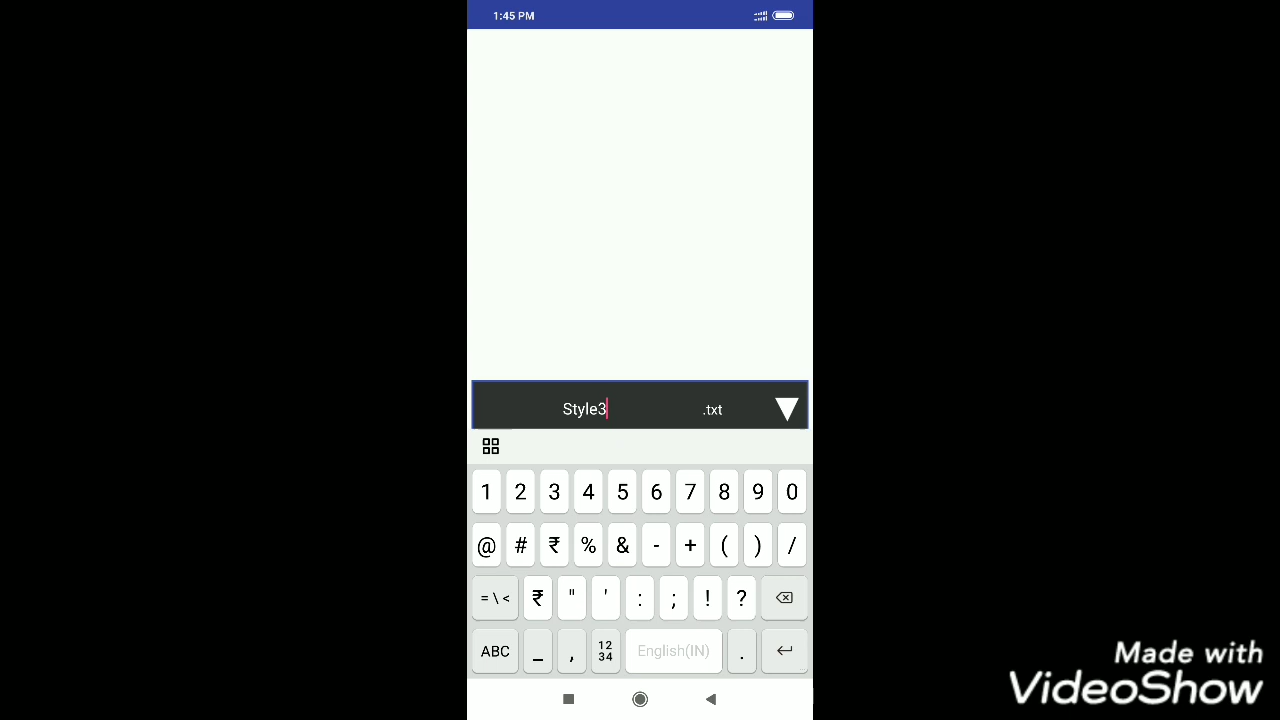 1:45 PM
Style3 .txt
1 2 3 4 5 6 7 8 9 0
@ # ₹ % & - + ( ) /
= \ < ₹ " ' : ; ! ?
ABC _ , 12 34 English(IN) .
Made with
VideoShow